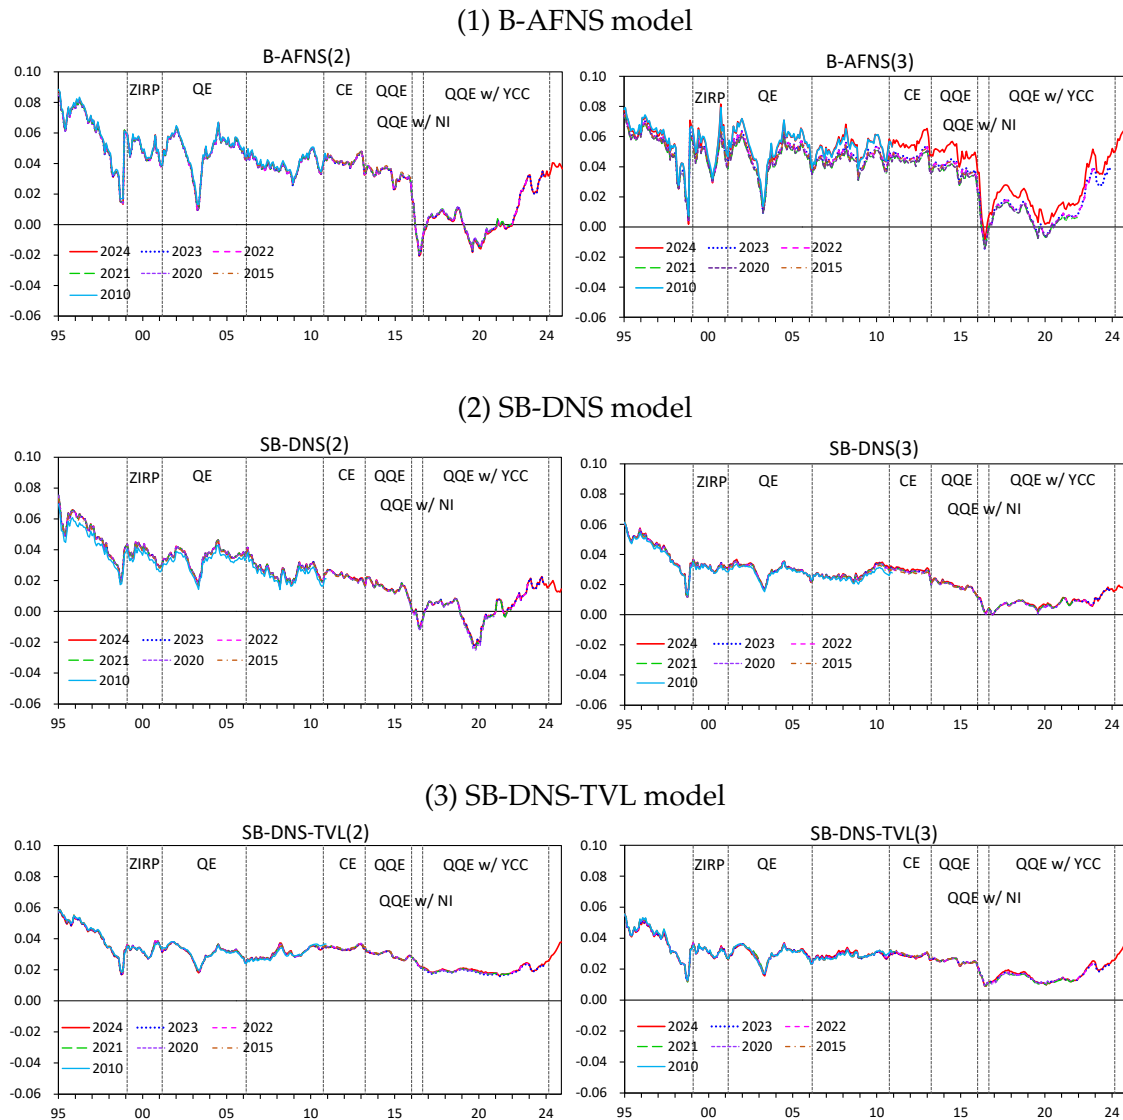 (1) B-AFNS model
B-AFNS(2)
0.10
0.08
0.06
0.04
0.02
0.00
-0.02
-0.04
-0.06
ZIRP
QE
CE
QQE
QQE w/ YCC
QQE w/ NI
2024 2023 2022
2021 2020 2015
2010
95 00 05 10 15 20 24
B-AFNS(3)
0.10
0.08
0.06
0.04
0.02
0.00
-0.02
-0.04
-0.06
ZIRP
QE
CE
QQE
QQE w/ YCC
QQE w/ NI
2024 2023 2022
2021 2020 2015
2010
95 00 05 10 15 20 24
(2) SB-DNS model
SB-DNS(2)
0.10
0.08
0.06
0.04
0.02
0.00
-0.02
-0.04
-0.06
ZIRP
QE
CE
QQE
QQE w/ YCC
QQE w/ NI
2024 2023 2022
2021 2020 2015
2010
95 00 05 10 15 20 24
SB-DNS(3)
0.10
0.08
0.06
0.04
0.02
0.00
-0.02
-0.04
-0.06
ZIRP
QE
CE
QQE
QQE w/ YCC
QQE w/ NI
2024 2023 2022
2021 2020 2015
2010
95 00 05 10 15 20 24
(3) SB-DNS-TVL model
SB-DNS-TVL(2)
0.10
0.08
0.06
0.04
0.02
0.00
-0.02
-0.04
-0.06
ZIRP
QE
CE
QQE
QQE w/ YCC
QQE w/ NI
2024 2023 2022
2021 2020 2015
2010
95 00 05 10 15 20 24
SB-DNS-TVL(3)
0.10
0.08
0.06
0.04
0.02
0.00
-0.02
-0.04
-0.06
ZIRP
QE
CE
QQE
QQE w/ YCC
QQE w/ NI
2024 2023 2022
2021 2020 2015
2010
95 00 05 10 15 20 24